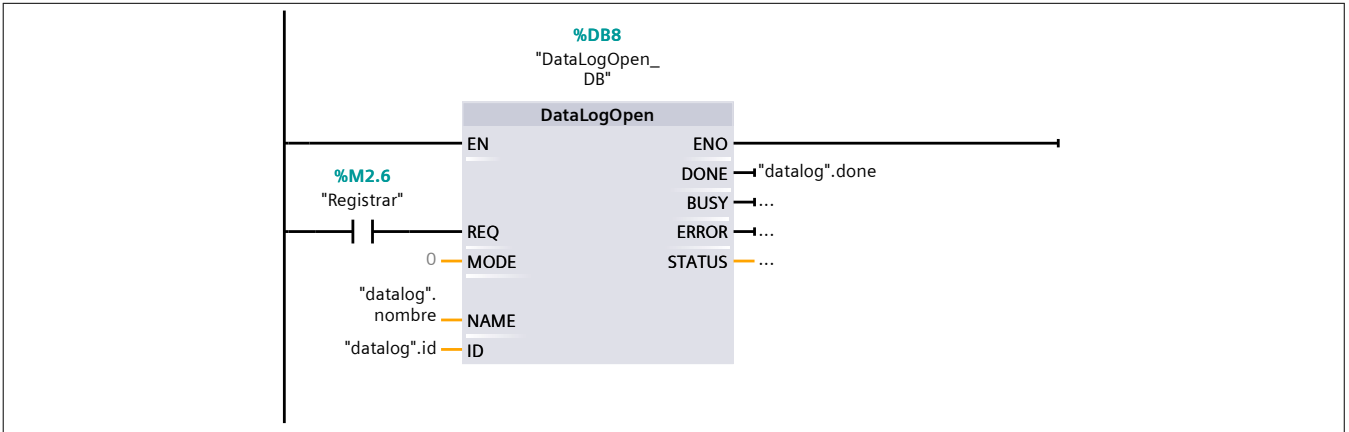 %DB8
"DataLogOpen_
DB"
DataLogOpen
EN
ENO
DONE
"datalog".done
%M2.6
"Registrar"
BUSY
...
REQ
ERROR
...
0
MODE
STATUS
...
"datalog".
nombre
NAME
"datalog".id
ID